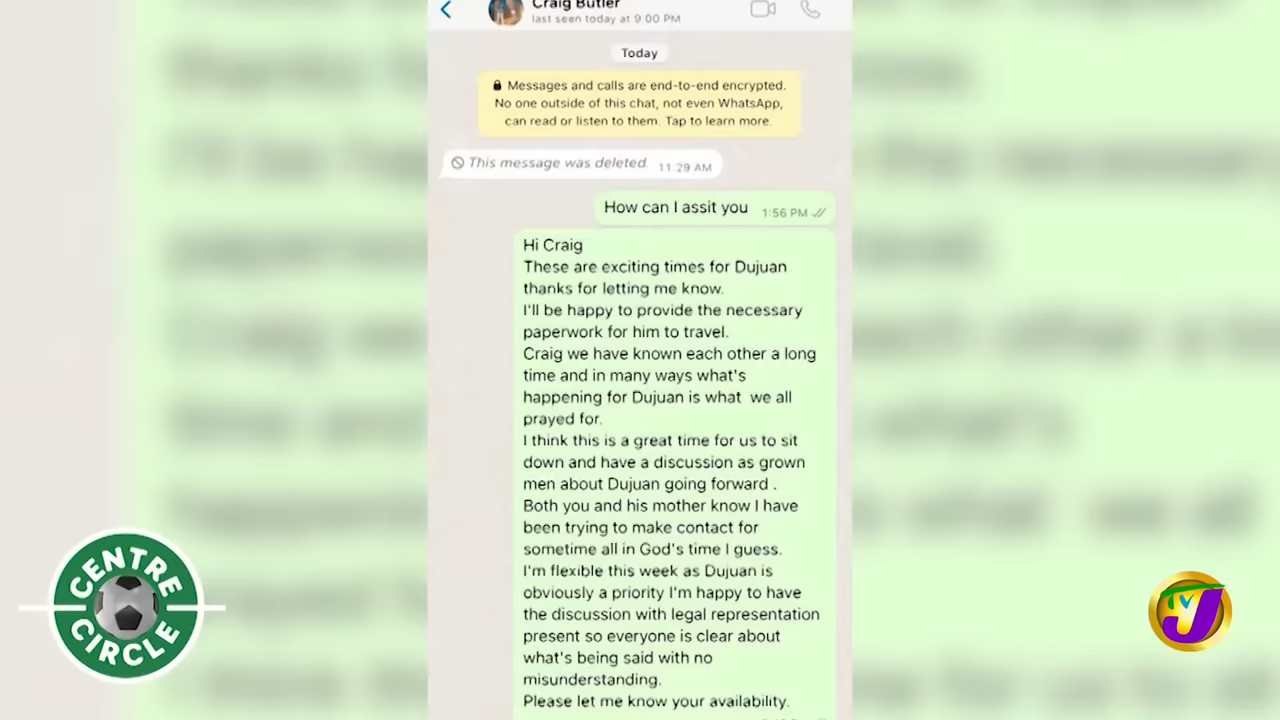 Craig Butler
last seen today at 9:00 PM
Today
Messages and calls are end-to-end encrypted.
No one outside of this chat, not even WhatsApp,
can read or listen to them. Tap to learn more.
This message was deleted. 11:29 AM
How can I assit you 1:56 PM
Hi Craig
These are exciting times for Dujuan
thanks for letting me know.
I'll be happy to provide the necessary
paperwork for him to travel.
Craig we have known each other a long
time and in many ways what's
happening for Dujuan is what we all
prayed for.
I think this is a great time for us to sit
down and have a discussion as grown
men about Dujuan going forward .
Both you and his mother know I have
been trying to make contact for
sometime all in God's time I guess.
I'm flexible this week as Dujuan is
obviously a priority I'm happy to have
the discussion with legal representation
present so everyone is clear about
what's being said with no
misunderstanding.
Please let me know your availability.
CENTRE
CIRCLE
TVJ